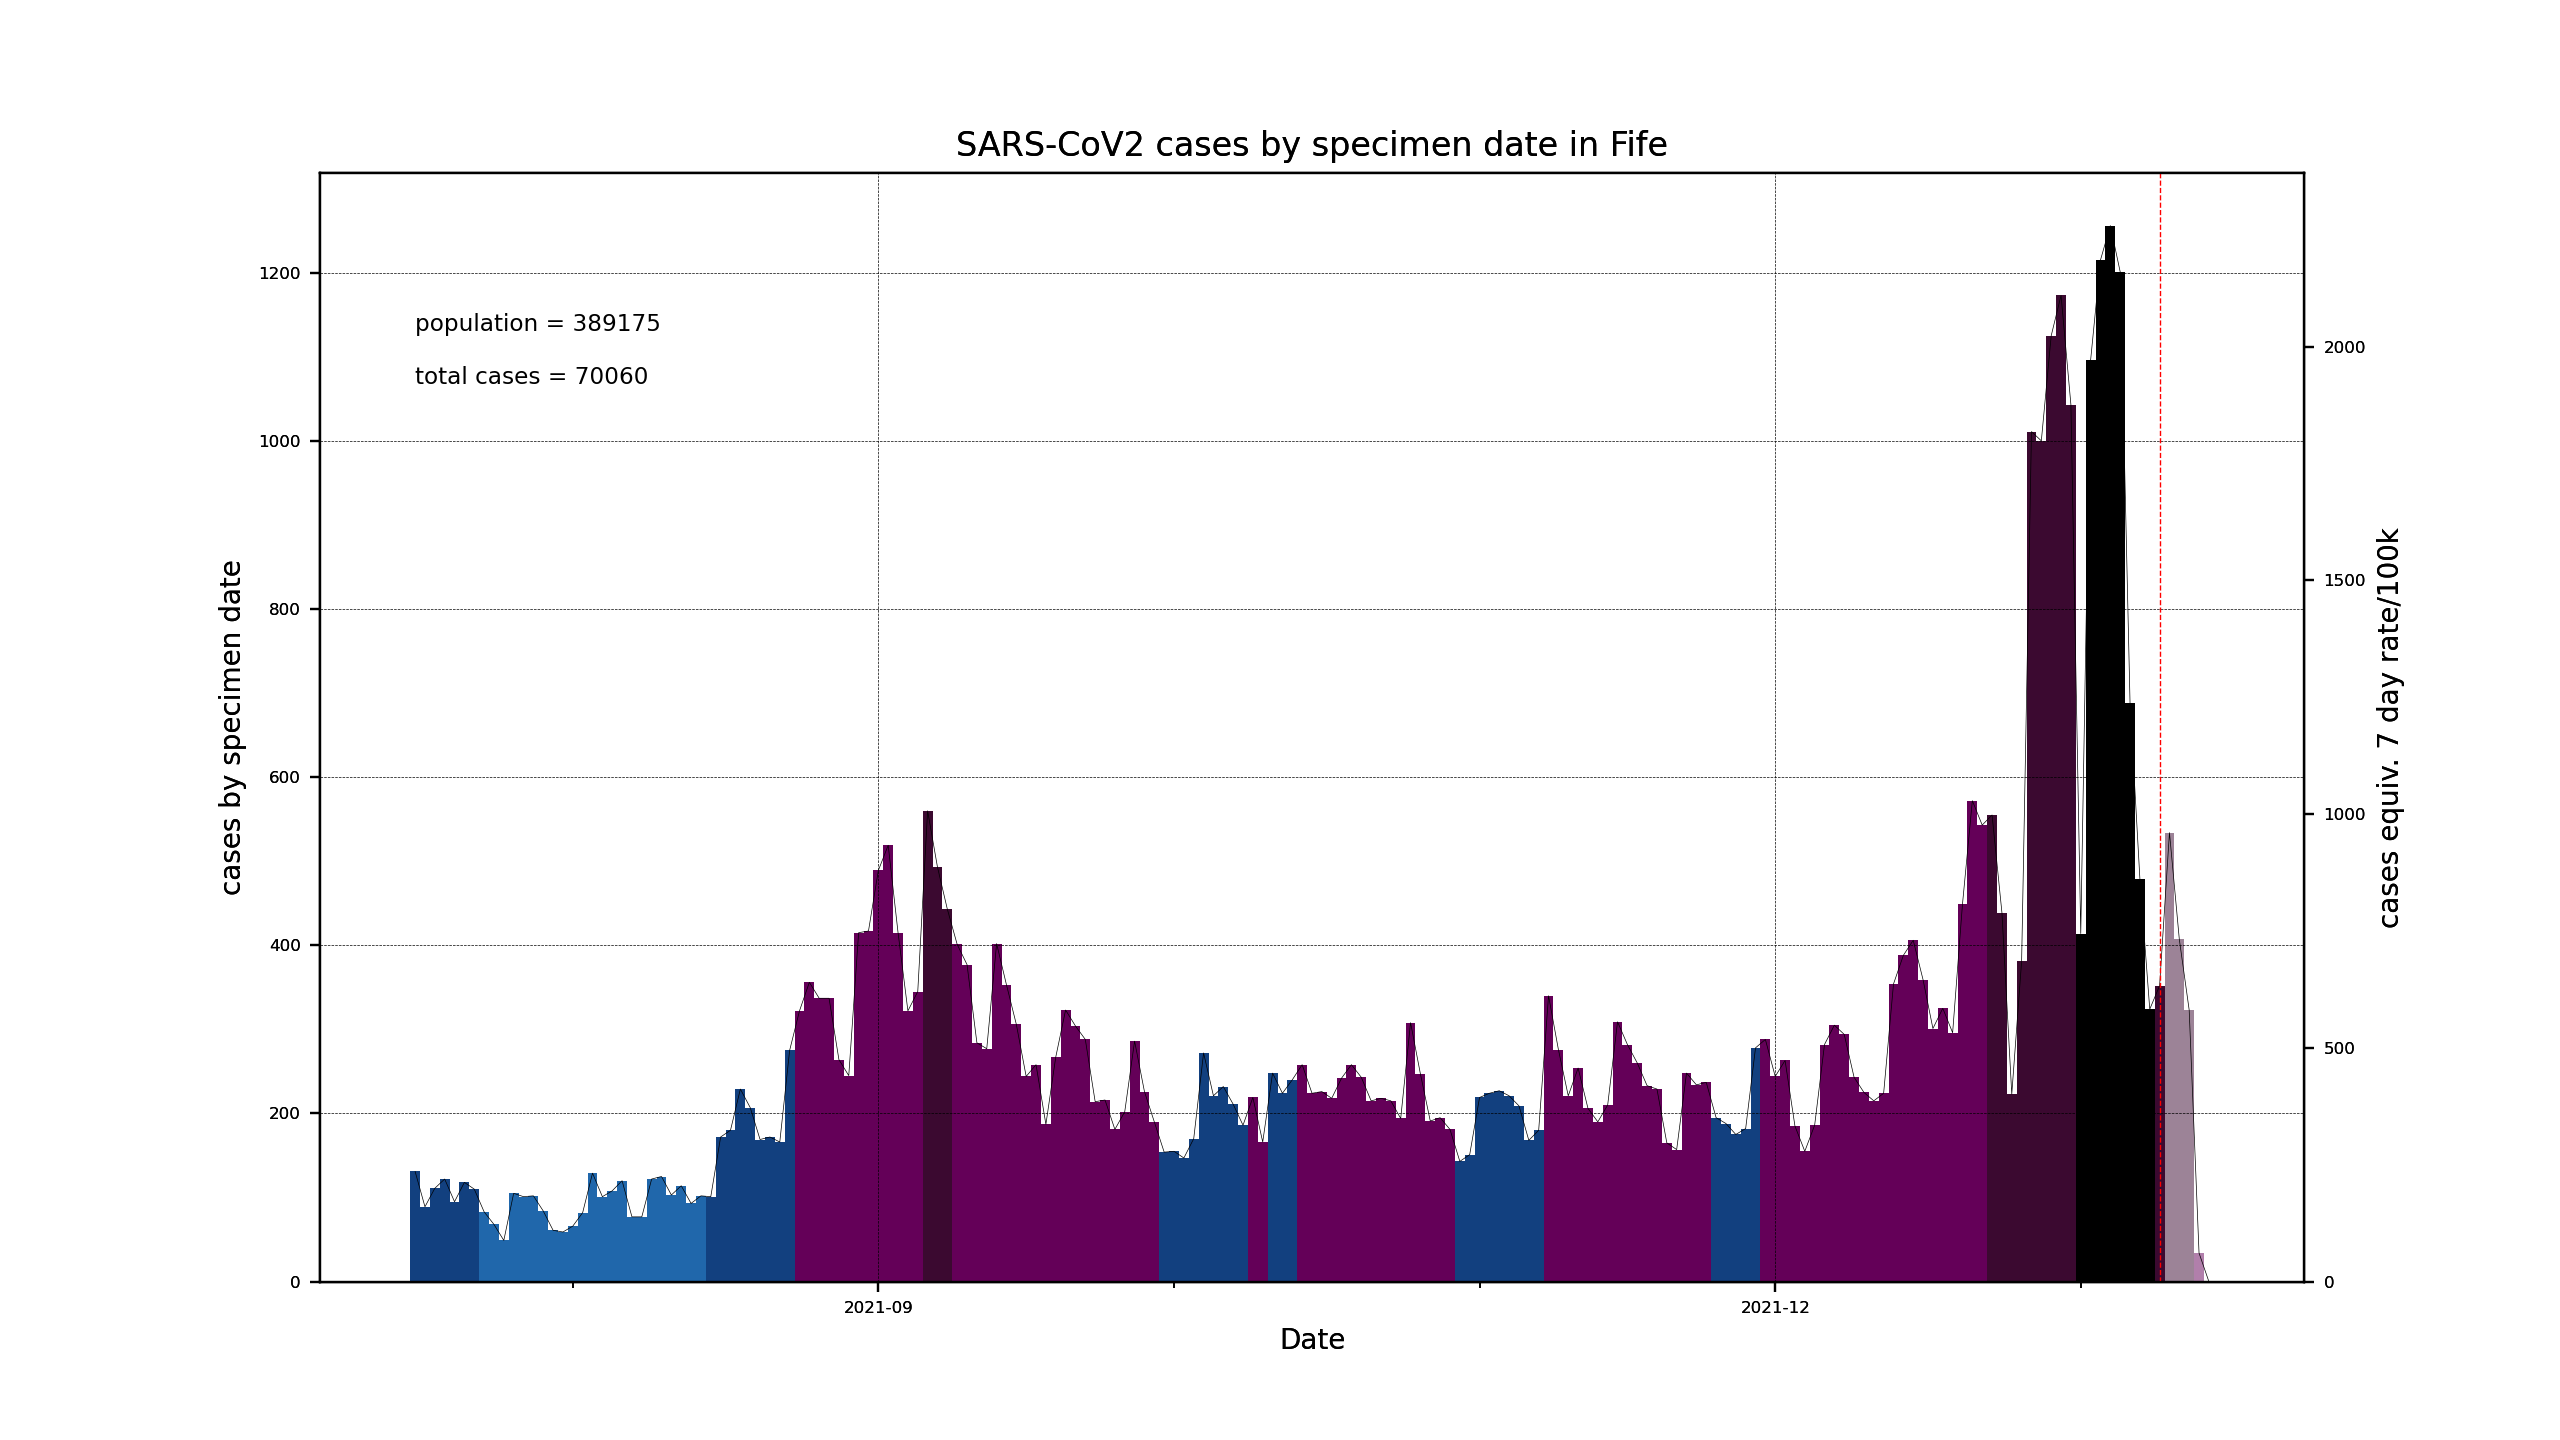 SARS-CoV2 cases by specimen date in Fife
population = 389175
total cases = 70060
cases by specimen date
1200
1000
800
600
400
200
0
2000
1500
1000
500
0
cases equiv. 7 day rate/100k
2021-09
2021-12
Date